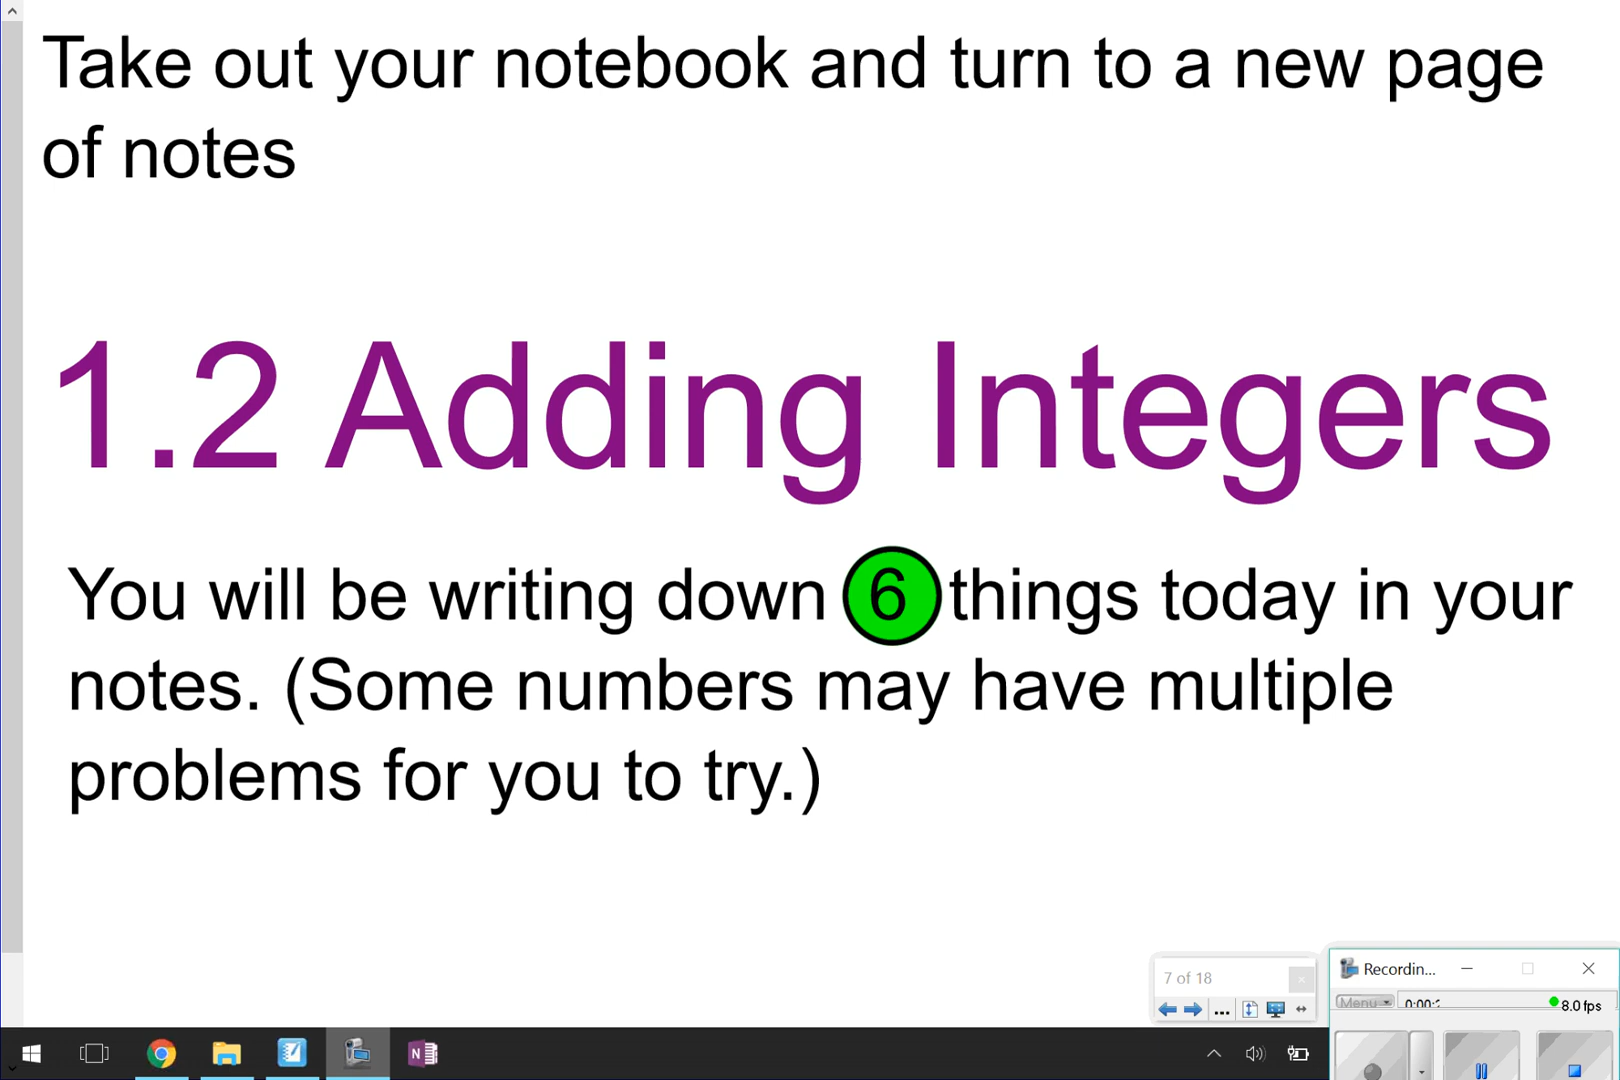 Take out your notebook and turn to a new page
of notes
1.2 Adding Integers
You will be writing down 6 things today in your
notes. (Some numbers may have multiple
problems for you to try.)
7 of 18
Recordin...
Menu
8.0 fps
N